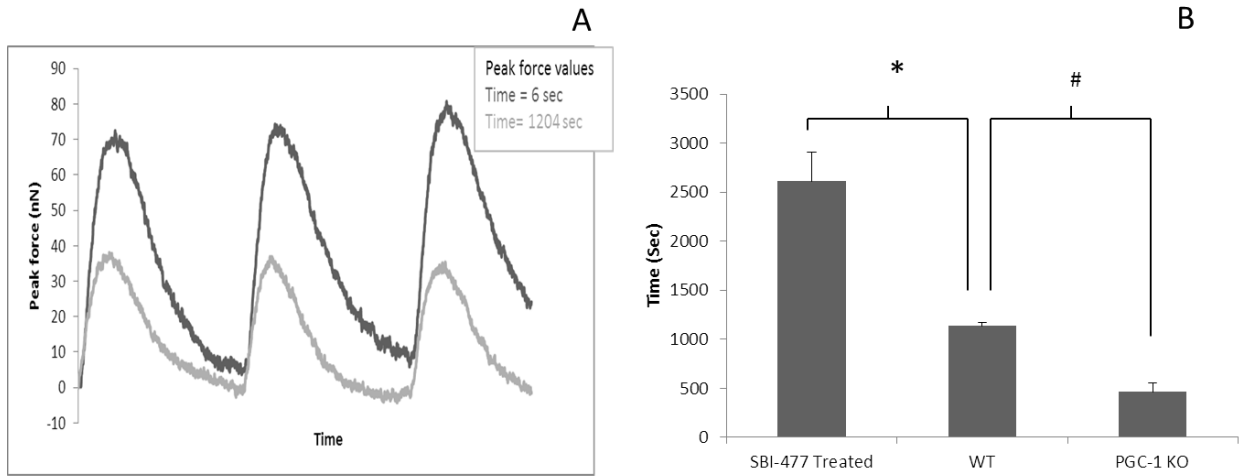 A
Peak force values
Time = 6 sec
Time= 1204 sec
90
80
70
60
50
40
30
20
10
0
-10
Peak force (nN)
Time
B
*
#
3500
3000
2500
2000
1500
1000
500
0
Time (Sec)
SBI-477 Treated
WT
PGC-1 KO